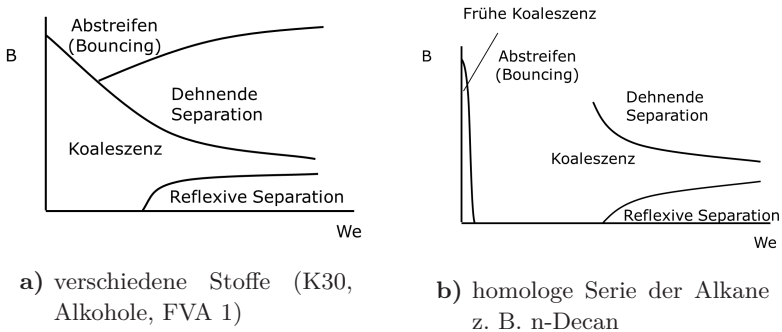 Abstreifen
(Bouncing)
B
Dehnende
Separation
Koaleszenz
Reflexive Separation
We
a) verschiedene Stoffe (K30,
Alkohole, FVA 1)
Frühe Koaleszenz
B
Abstreifen
(Bouncing)
Dehnende
Separation
Koaleszenz
Reflexive Separation
We
b) homologe Serie der Alkane
z. B. n-Decan